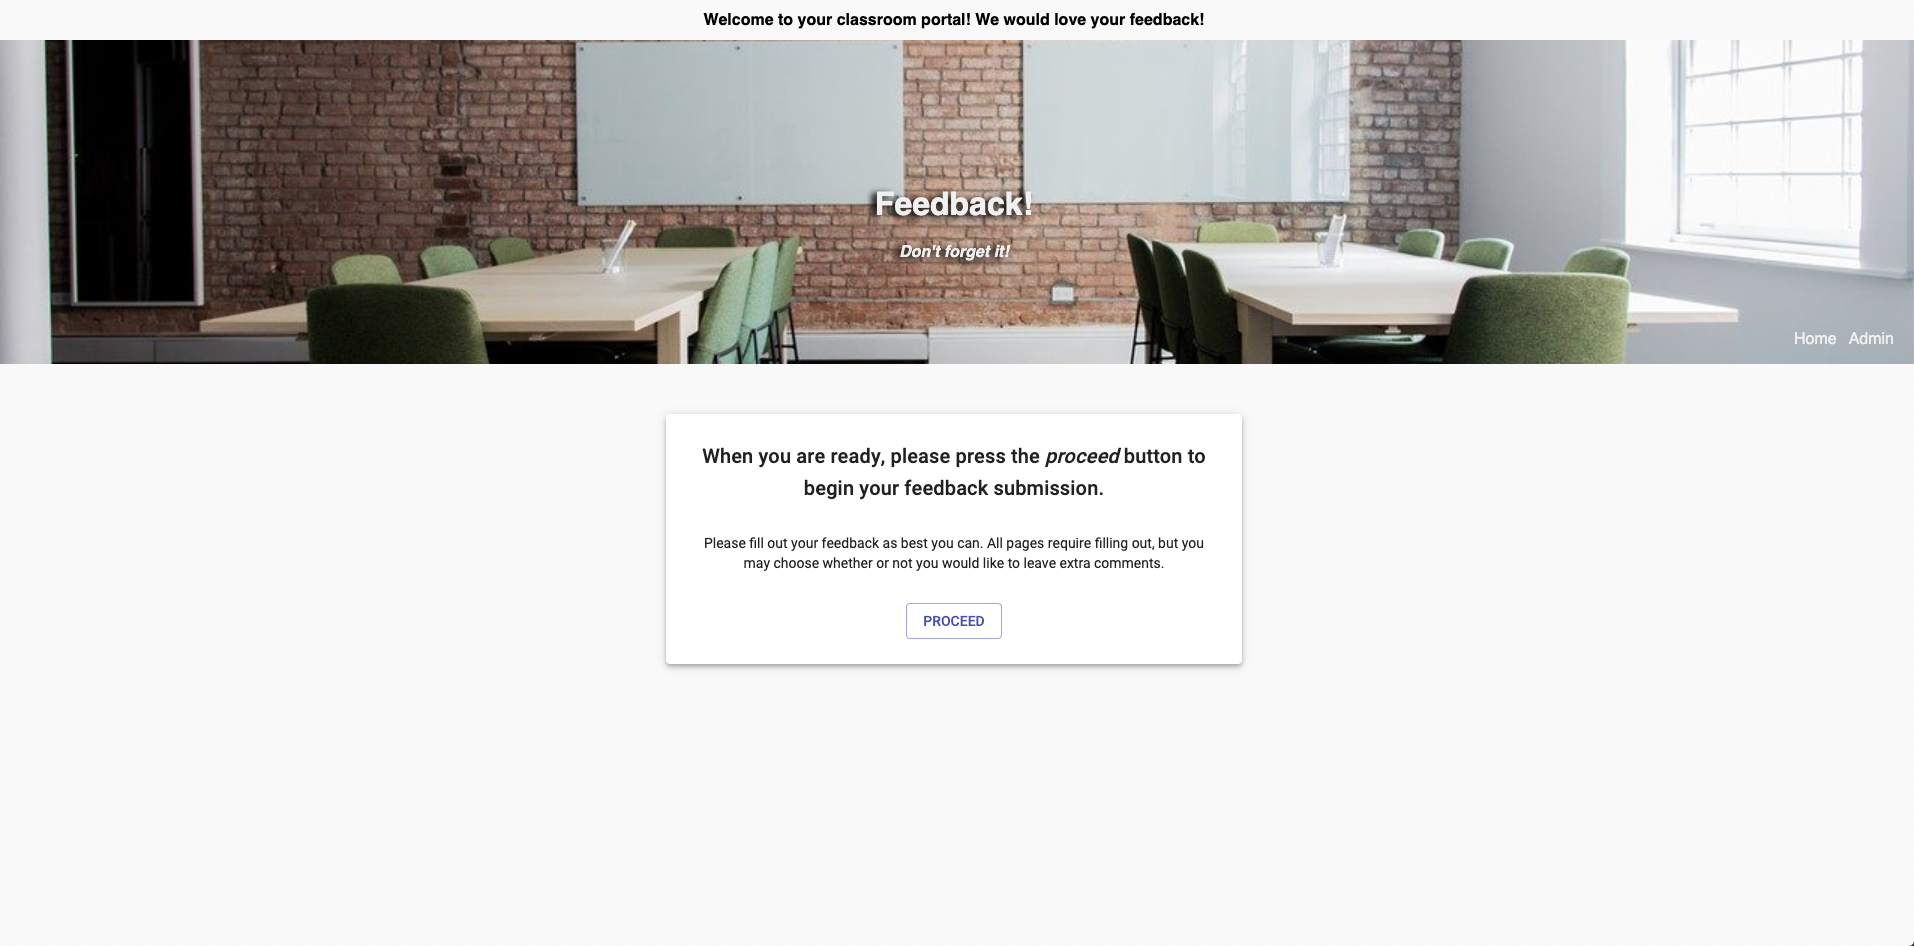 Welcome to your classroom portal! We would love your feedback!
Feedback!
Don't forget it!
Home Admin
When you are ready, please press the proceed button to
begin your feedback submission.
Please fill out your feedback as best you can. All pages require filling out, but you
may choose whether or not you would like to leave extra comments.
PROCEED